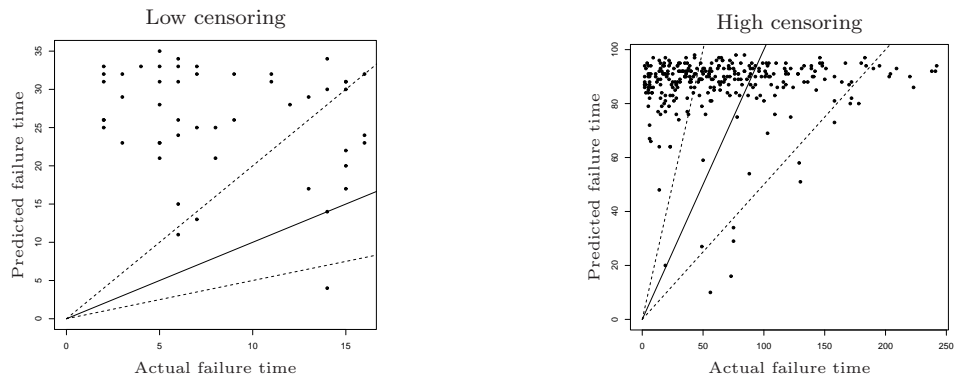 Low censoring
35
30
25
20
15
10
5
0
Predicted failure time
0 5 10 15
Actual failure time
High censoring
100
80
60
40
20
0
Predicted failure time
0 50 100 150 200 250
Actual failure time